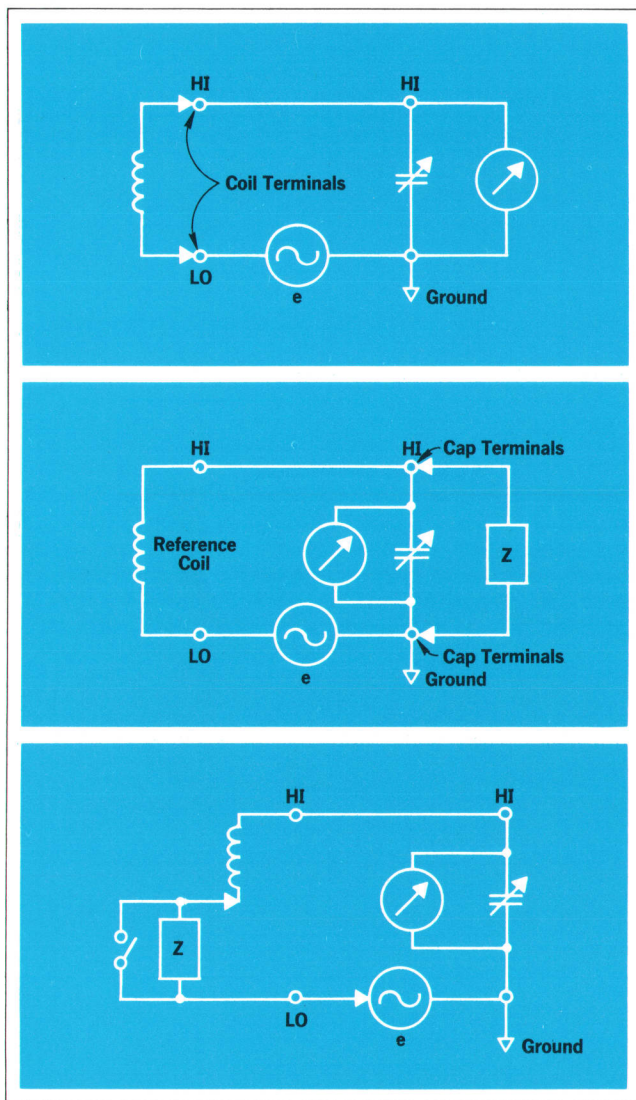 HI HI
Coil Terminals
LO
e
Ground
HI HI Cap Terminals
Reference
Coil
Z
LO
e
Cap Terminals
Ground
HI HI
Z
LO
e
Ground